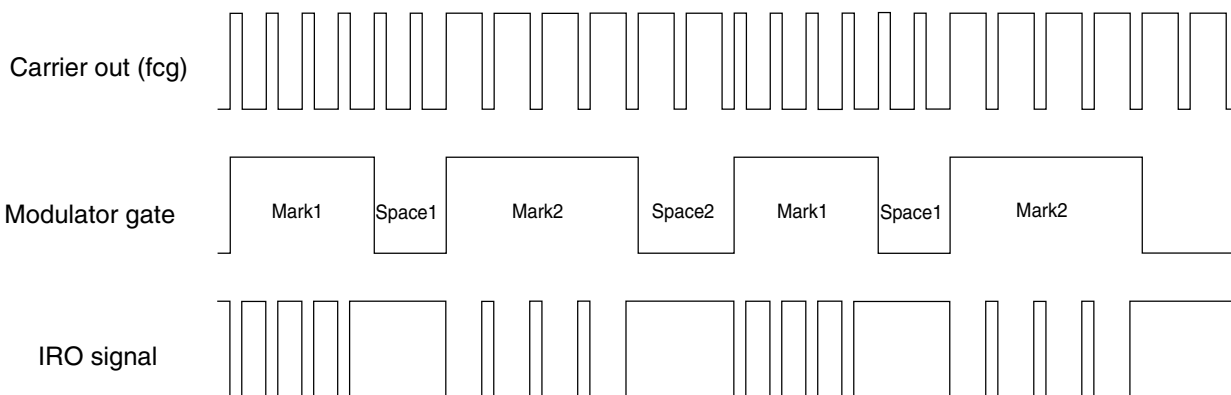 Carrier out (fcg)
Modulator gate
Mark1 Space1 Mark2 Space2 Mark1 Space1 Mark2
IRO signal